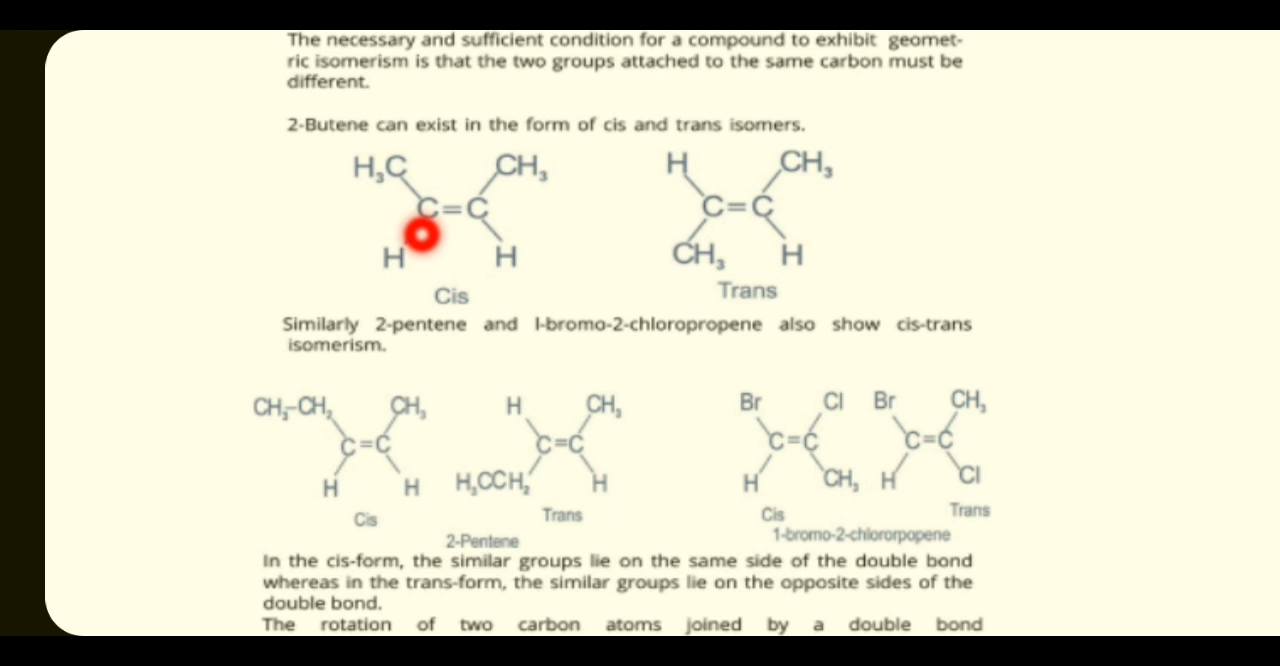 The necessary and sufficient condition for a compound to exhibit geomet-
ric isomerism is that the two groups attached to the same carbon must be
different.
2-Butene can exist in the form of cis and trans isomers.
H₃C CH₃ H CH₃
C=C C=C
H H CH₃ H
Cis Trans
Similarly 2-pentene and l-bromo-2-chloropropene also show cis-trans
isomerism.
CH₃-CH₂ CH₃ H CH₃ Br Cl Br CH₃
C=C C=C C=C C=C
H H H₃CCH₂ H H CH₃ H Cl
Cis Trans Cis Trans
2-Pentene 1-bromo-2-chlororpopene
In the cis-form, the similar groups lie on the same side of the double bond
whereas in the trans-form, the similar groups lie on the opposite sides of the
double bond.
The rotation of two carbon atoms joined by a double bond